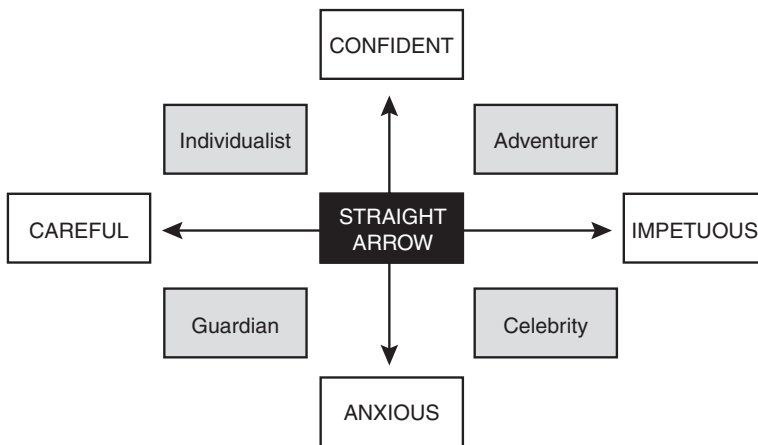 CONFIDENT
Individualist
Adventurer
CAREFUL
STRAIGHT
ARROW
IMPETUOUS
Guardian
Celebrity
ANXIOUS